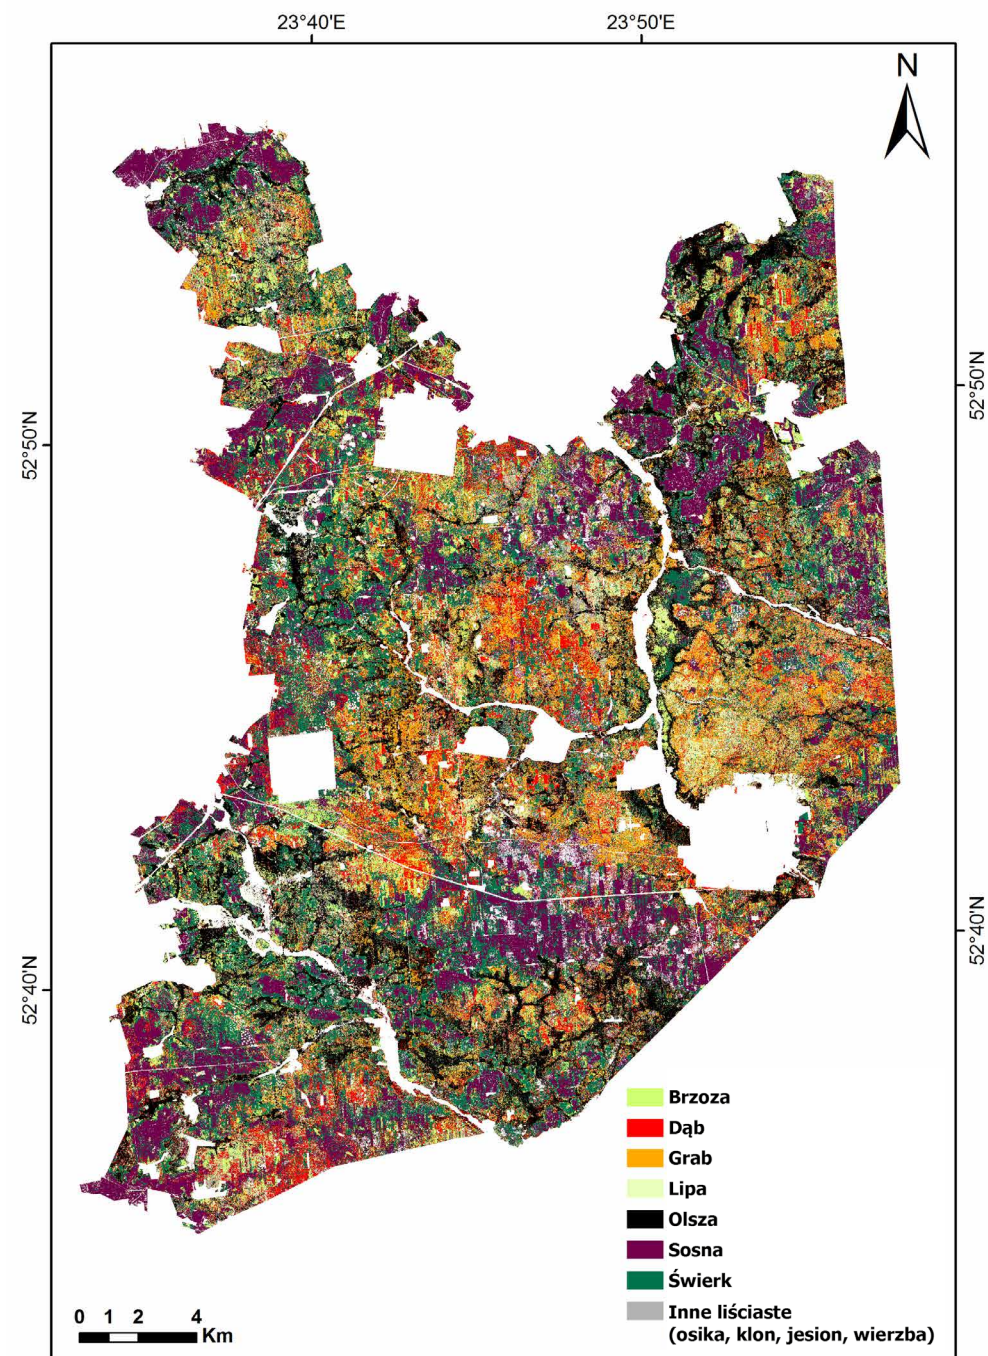 23°40'E
23°50'E
N
52°50'N
52°50'N
52°40'N
52°40'N
Brzoza
Dąb
Grab
Lipa
Olsza
Sosna
Świerk
Inne liściaste
(osika, klon, jesion, wierzba)
0 1 2 4
Km